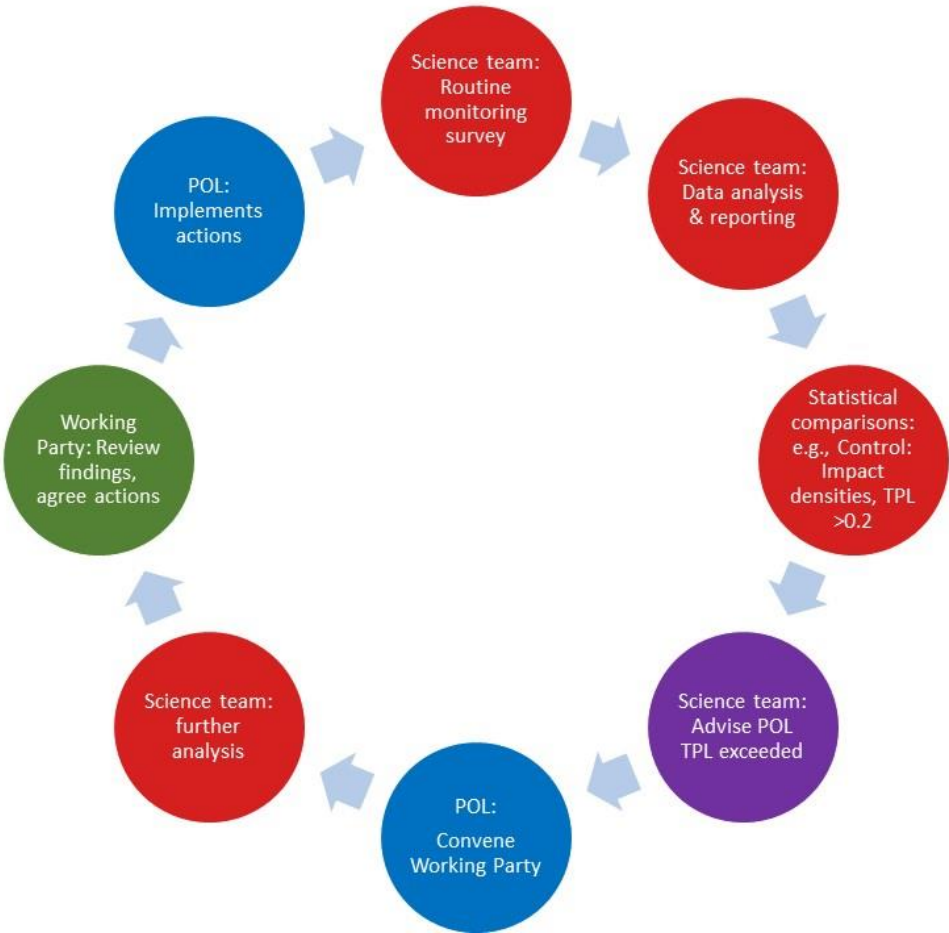 Science team:
Routine
monitoring
survey
Science team:
Data analysis
& reporting
Statistical
comparisons:
e.g., Control:
Impact
densities, TPL
>0.2
Science team:
Advise POL
TPL exceeded
POL:
Convene
Working Party
Science team:
further
analysis
Working
Party: Review
findings,
agree actions
POL:
Implements
actions